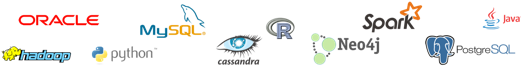 ORACLE
MySQL
R
Spark
Java
hadoop
python
cassandra
Neo4j
PostgreSQL